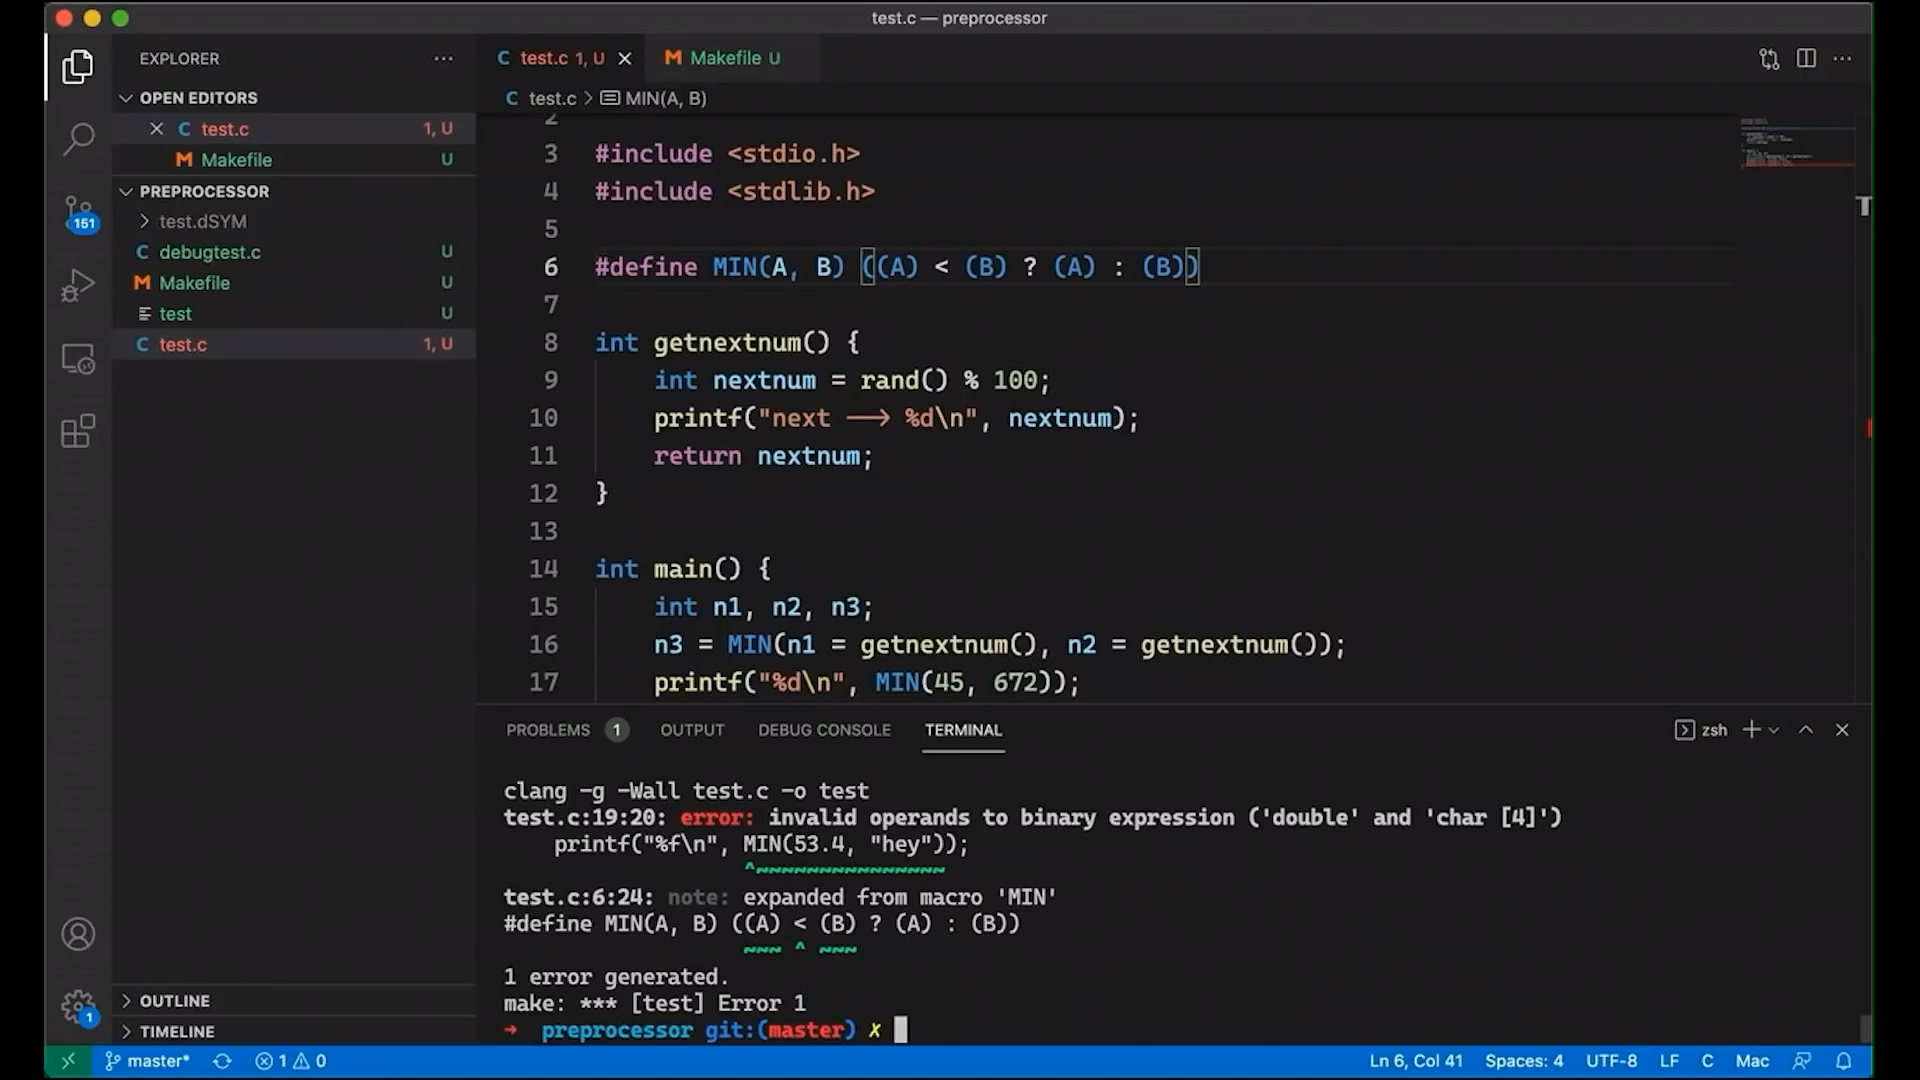 test.c — preprocessor
EXPLORER
test.c 1, U
Makefile U
OPEN EDITORS
test.c 1, U
Makefile U
PREPROCESSOR
test.dSYM
debugtest.c U
Makefile U
test U
test.c 1, U
OUTLINE
TIMELINE
151
1
C test.c > MIN(A, B)
2
3 #include <stdio.h>
4 #include <stdlib.h>
5
6 #define MIN(A, B) ((A) < (B) ? (A) : (B))
7
8 int getnextnum() {
9 int nextnum = rand() % 100;
10 printf("next --> %d\n", nextnum);
11 return nextnum;
12 }
13
14 int main() {
15 int n1, n2, n3;
16 n3 = MIN(n1 = getnextnum(), n2 = getnextnum());
17 printf("%d\n", MIN(45, 672));
PROBLEMS 1 OUTPUT DEBUG CONSOLE TERMINAL zsh
clang -g -Wall test.c -o test
test.c:19:20: error: invalid operands to binary expression ('double' and 'char [4]')
printf("%f\n", MIN(53.4, "hey"));
^~~~~~~~~~~~~~~~
test.c:6:24: note: expanded from macro 'MIN'
#define MIN(A, B) ((A) < (B) ? (A) : (B))
~~~ ^ ~~~
1 error generated.
make: *** [test] Error 1
→ preprocessor git:(master) ✗
master* 1 0 Ln 6, Col 41 Spaces: 4 UTF-8 LF C Mac